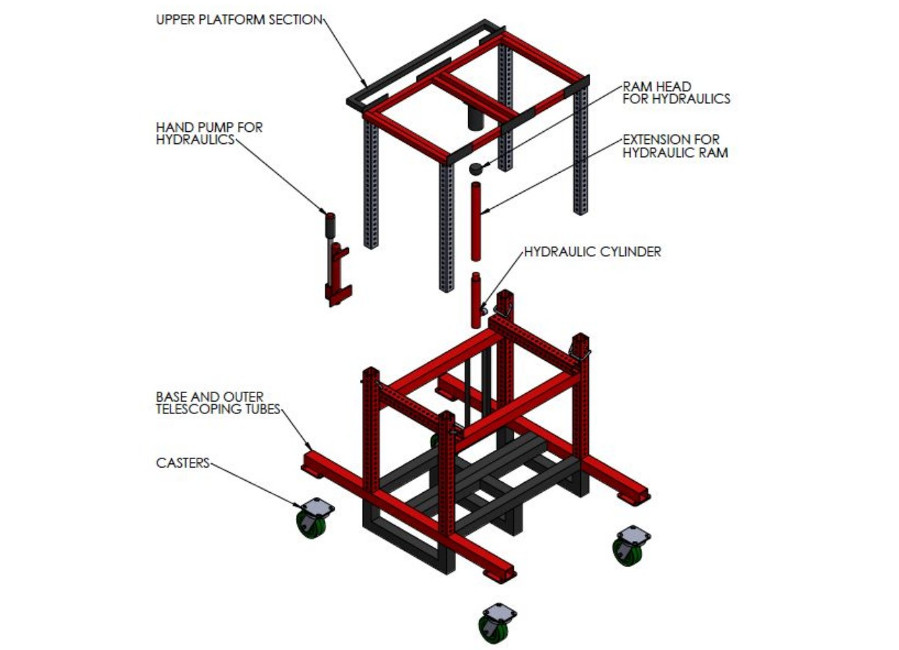 UPPER PLATFORM SECTION
RAM HEAD
FOR HYDRAULICS
HAND PUMP FOR
HYDRAULICS
EXTENSION FOR
HYDRAULIC RAM
HYDRAULIC CYLINDER
BASE AND OUTER
TELESCOPING TUBES
CASTERS